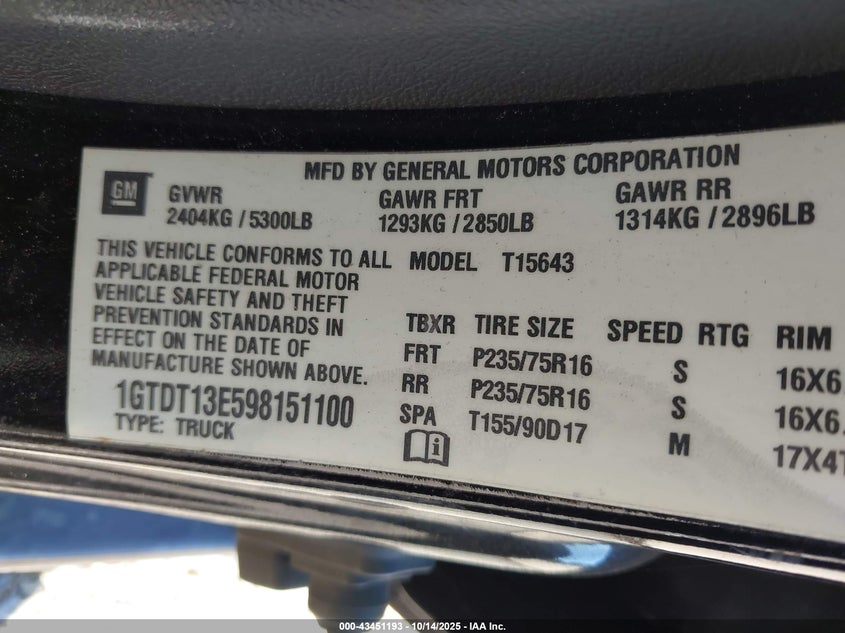 MFD BY GENERAL MOTORS CORPORATION
GM
GVWR GAWR FRT GAWR RR
2404KG / 5300LB 1293KG / 2850LB 1314KG / 2896LB
THIS VEHICLE CONFORMS TO ALL
APPLICABLE FEDERAL MOTOR
VEHICLE SAFETY AND THEFT
PREVENTION STANDARDS IN
EFFECT ON THE DATE OF
MANUFACTURE SHOWN ABOVE.
1GTDT13E598151100
TYPE: TRUCK
MODEL T15643
TBXR TIRE SIZE SPEED RTG RIM
FRT P235/75R16 S 16X6
RR P235/75R16 S 16X6.
SPA T155/90D17 M 17X4T
000-43451193 - 10/14/2025 - IAA Inc.